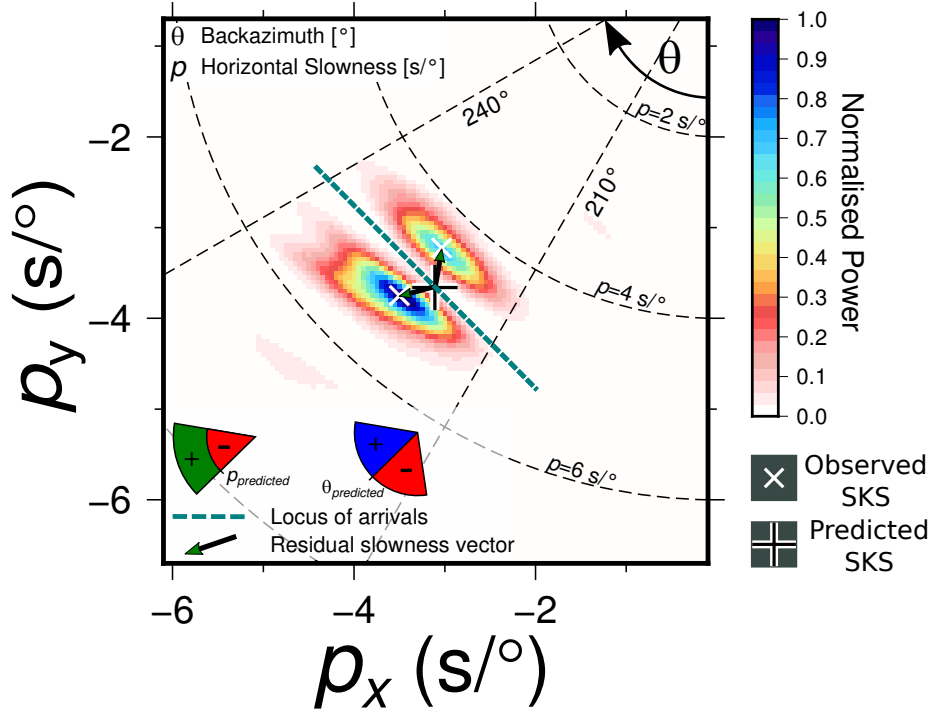 θ Backazimuth [°]
p Horizontal Slowness [s/°]
θ
240°
210°
p=2 s/°
p=4 s/°
p=6 s/°
+
-
p predicted
+
-
θ predicted
Locus of arrivals
Residual slowness vector
−2
−4
−6
p_y (s/°)
−6
−4
−2
p_x (s/°)
1.0
0.9
0.8
0.7
0.6
0.5
0.4
0.3
0.2
0.1
0.0
Normalised Power
Observed
SKS
Predicted
SKS